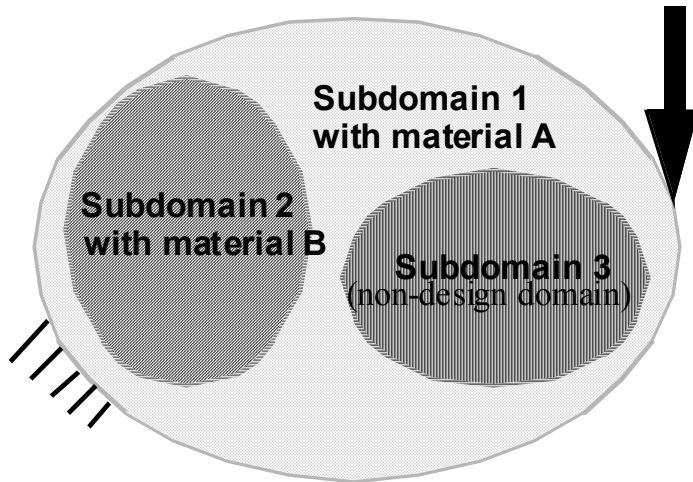 Subdomain 1
with material A
Subdomain 2
with material B
Subdomain 3
(non-design domain)